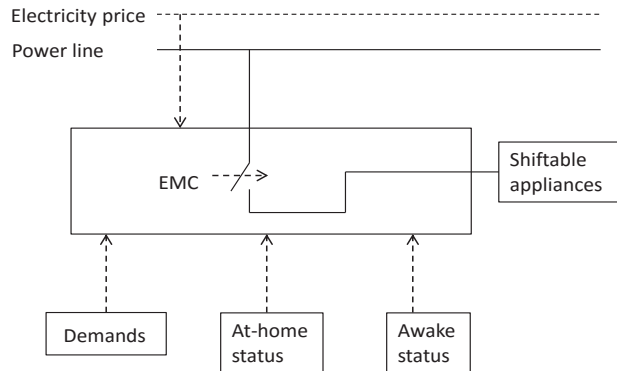 Electricity price
Power line
EMC
Shiftable
appliances
Demands
At-home
status
Awake
status